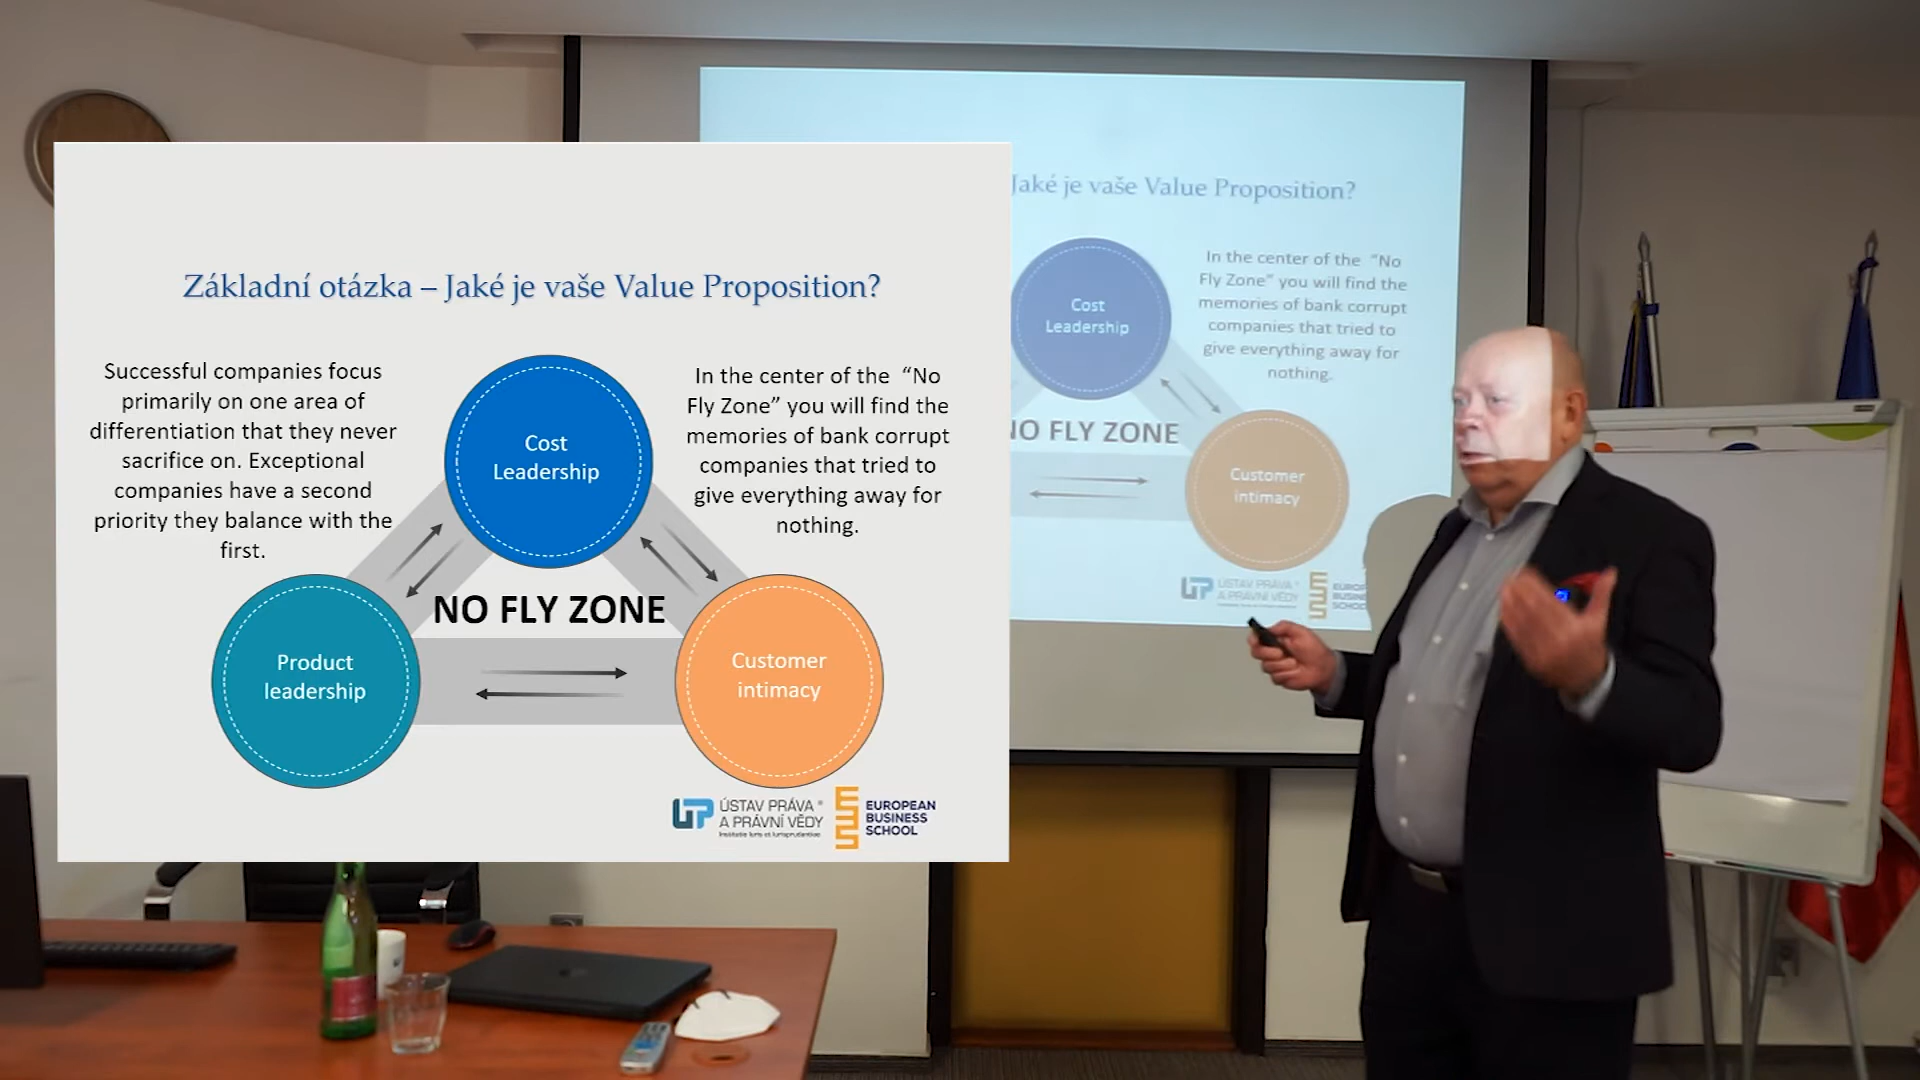 Základní otázka – Jaké je vaše Value Proposition?
Successful companies focus
primarily on one area of
differentiation that they never
sacrifice on. Exceptional
companies have a second
priority they balance with the
first.
Cost
Leadership
In the center of the “No
Fly Zone” you will find the
memories of bank corrupt
companies that tried to
give everything away for
nothing.
NO FLY ZONE
Product
leadership
Customer
intimacy
ÚSTAV PRÁVA ®
A PRÁVNÍ VĚDY
EUROPEAN
BUSINESS
SCHOOL
Jaké je vaše Value Proposition?
Cost
Leadership
In the center of the “No
Fly Zone” you will find the
memories of bank corrupt
companies that tried to
give everything away for
nothing.
NO FLY ZONE
Customer
intimacy
ÚSTAV PRÁVA
A PRÁVNÍ VĚDY